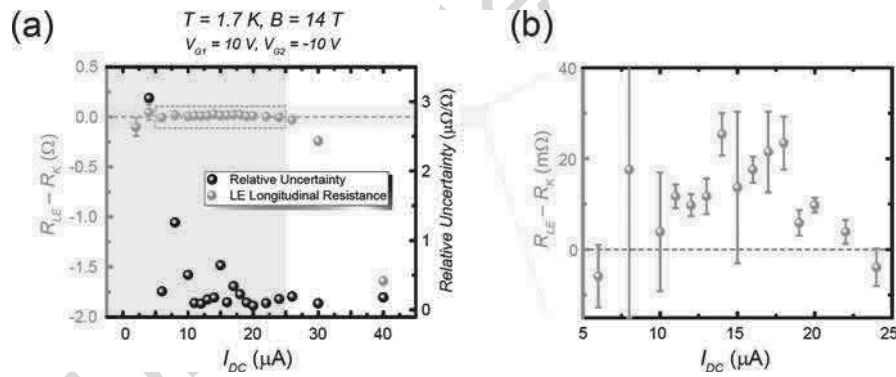 (a)
T = 1.7 K, B = 14 T
V_G1 = 10 V, V_G2 = -10 V
R_LE − R_K (Ω)
0.5
0.0
-0.5
-1.0
-1.5
-2.0
Relative Uncertainty
LE Longitudinal Resistance
3
2
1
0
Relative Uncertainty (μΩ/Ω)
0 10 20 30 40
I_DC (μA)
(b)
R_LE − R_K (mΩ)
40
20
0
5 10 15 20 25
I_DC (μA)